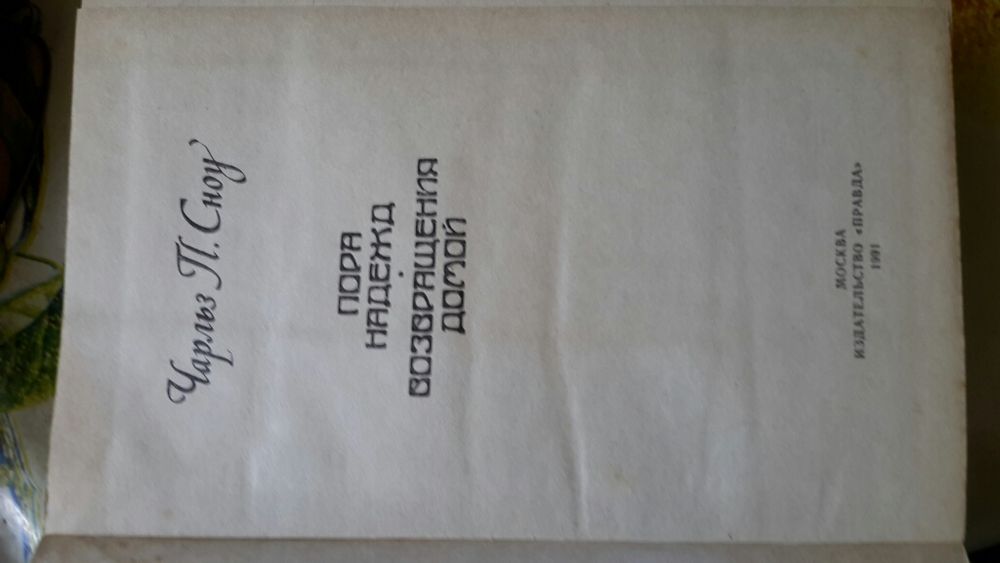 Чарльз П. Сноу
ПОРА
НАДЕЖД
ВОЗВРАЩЕНИЯ
ДОМОЙ
МОСКВА
ИЗДАТЕЛЬСТВО «ПРАВДА»
1991